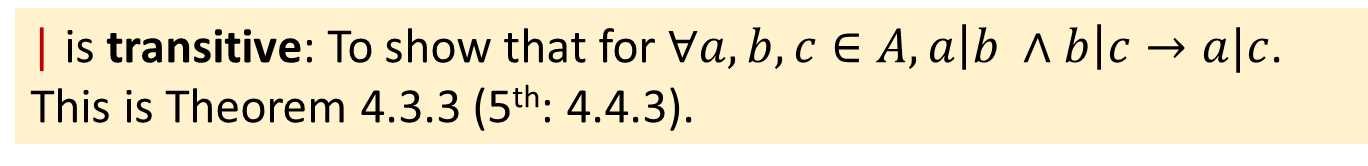 | is transitive: To show that for ∀a, b, c ∈ A, a|b ∧ b|c → a|c.
This is Theorem 4.3.3 (5th: 4.4.3).